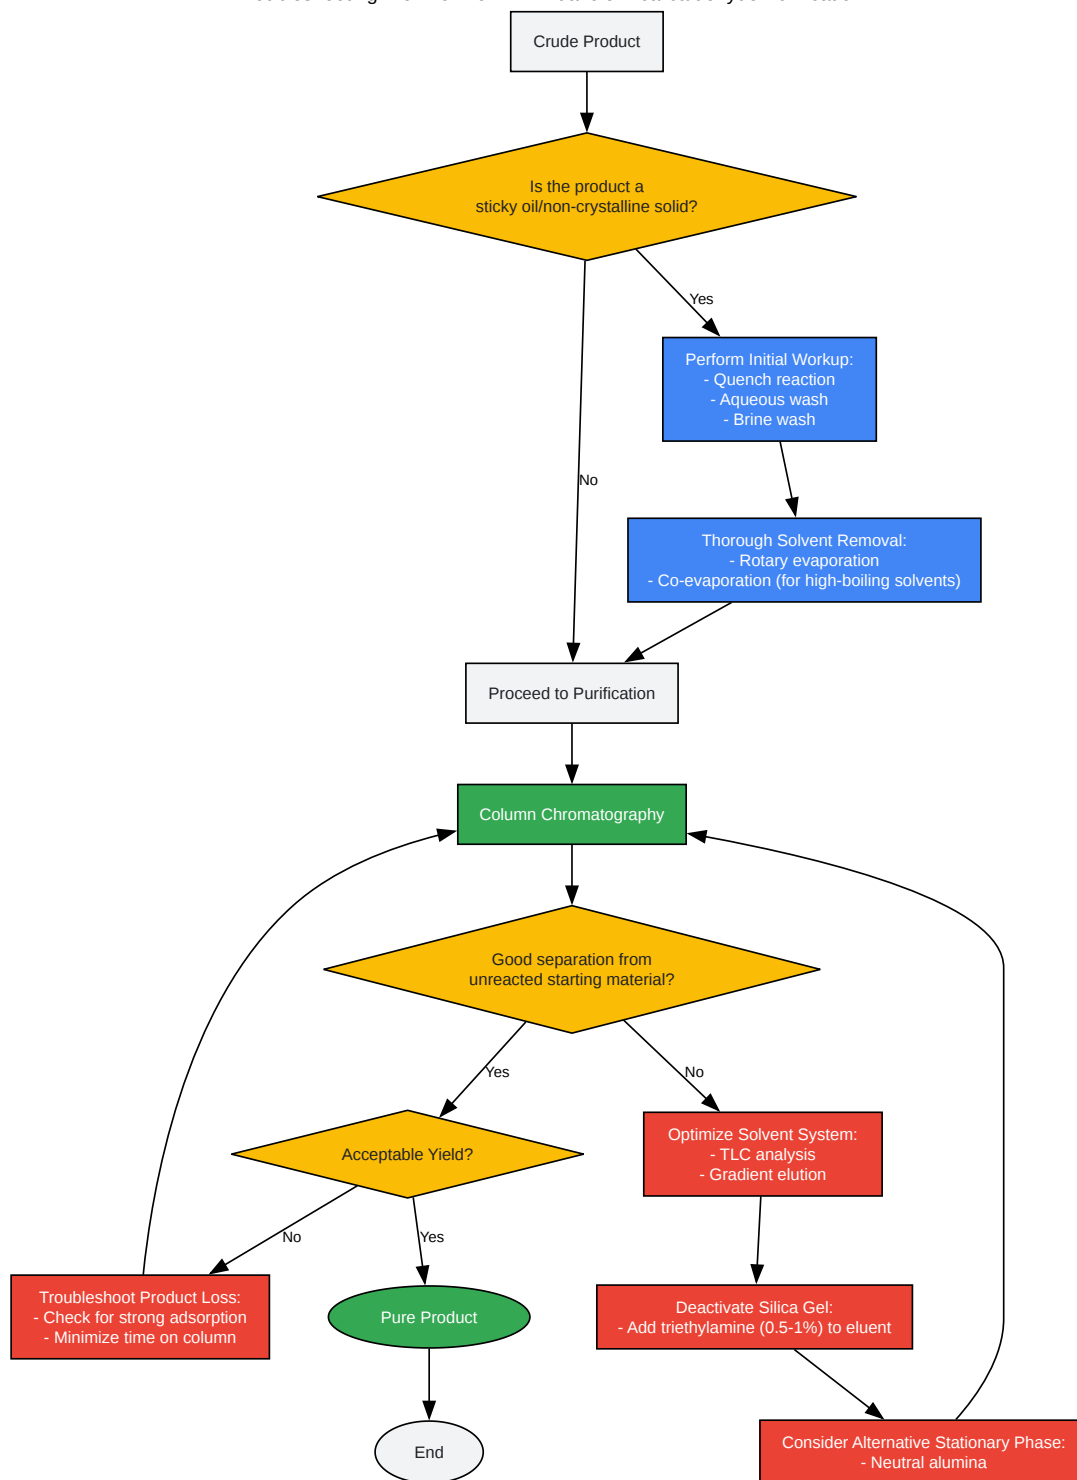 Crude Product
Is the product a
sticky oil/non-crystalline solid?
Yes
Perform Initial Workup:
- Quench reaction
- Aqueous wash
- Brine wash
No
Thorough Solvent Removal:
- Rotary evaporation
- Co-evaporation (for high-boiling solvents)
Proceed to Purification
Column Chromatography
Good separation from
unreacted starting material?
Yes
No
Acceptable Yield?
Optimize Solvent System:
- TLC analysis
- Gradient elution
No
Yes
Troubleshoot Product Loss:
- Check for strong adsorption
- Minimize time on column
Pure Product
Deactivate Silica Gel:
- Add triethylamine (0.5-1%) to eluent
End
Consider Alternative Stationary Phase:
- Neutral alumina